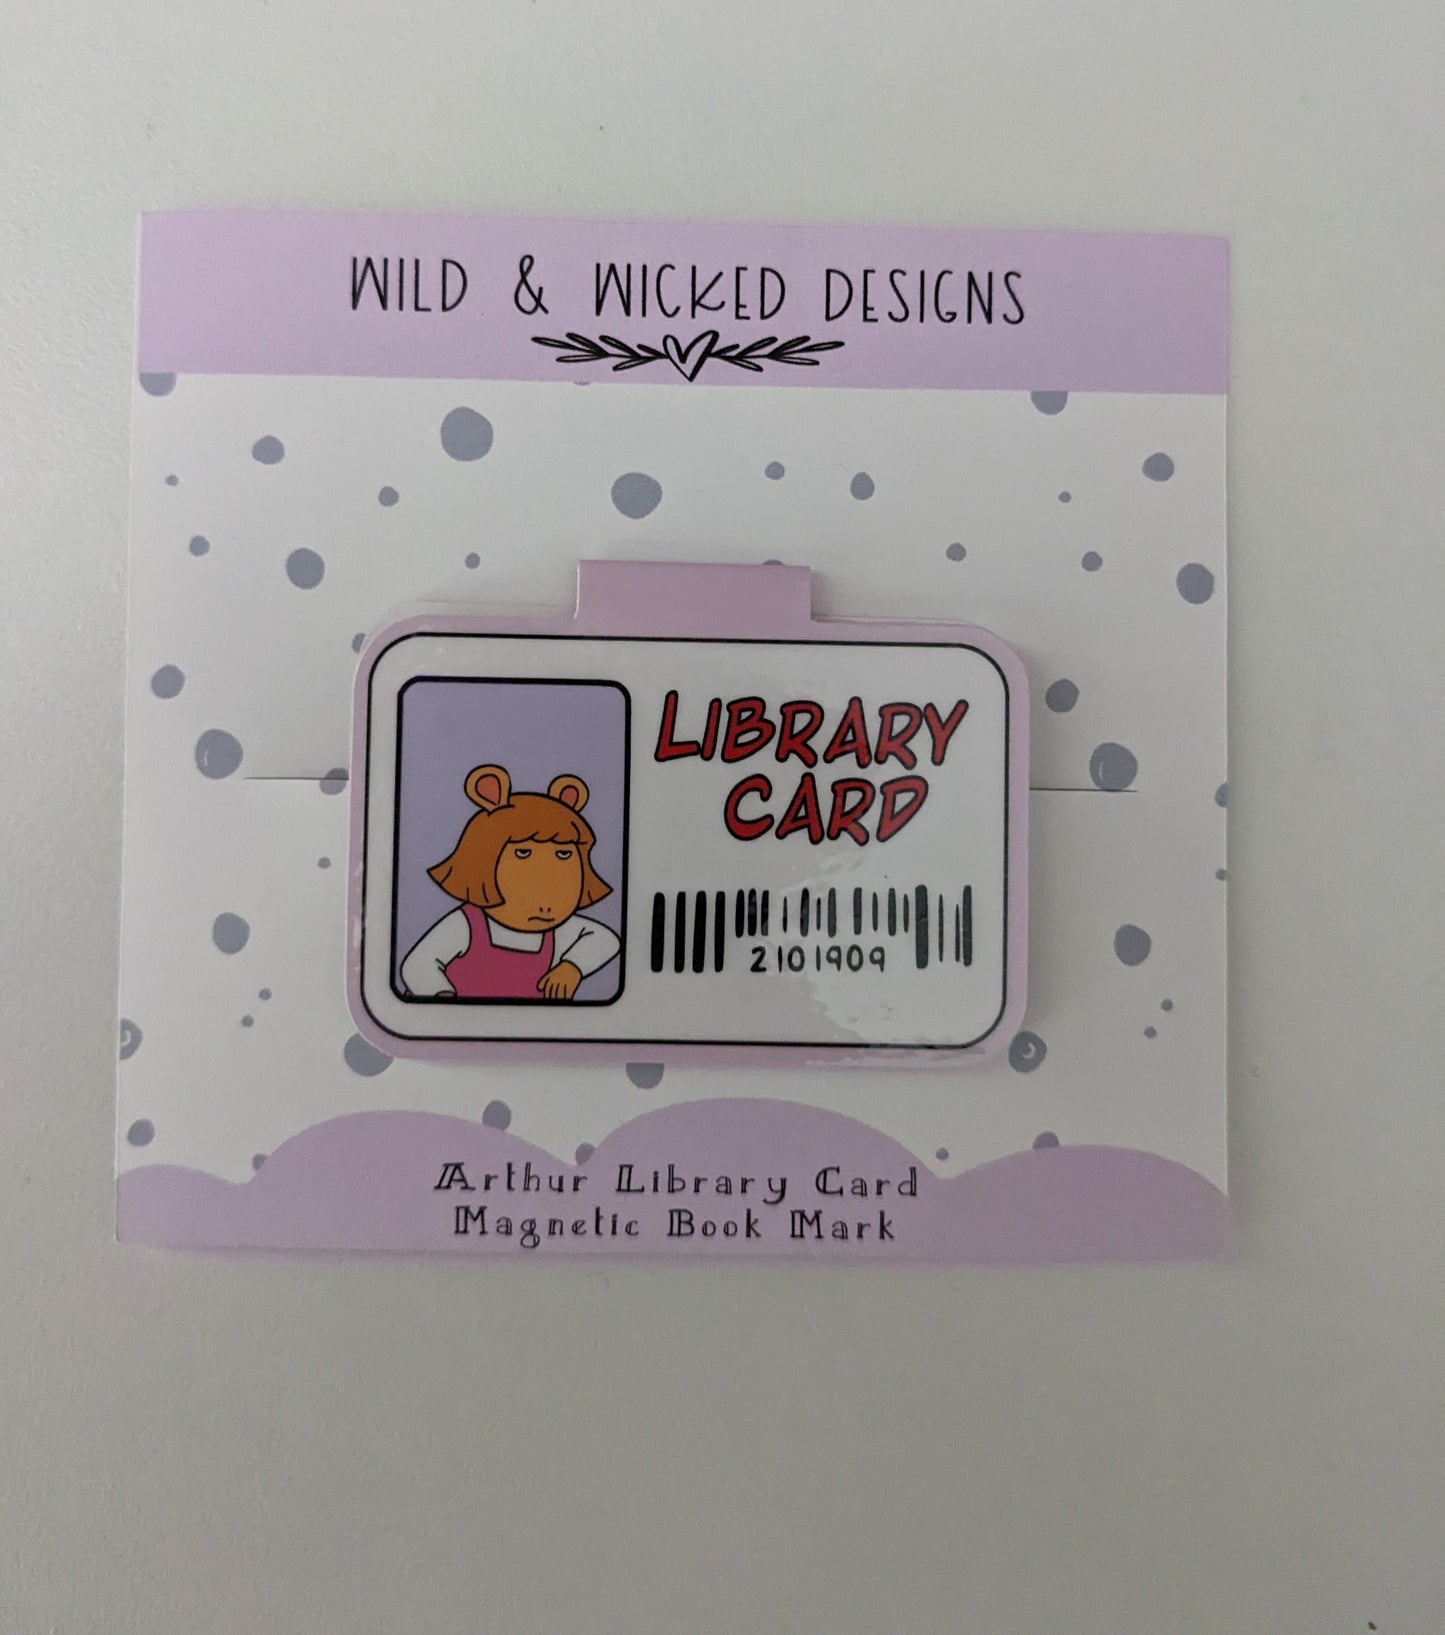 WILD & WICKED DESIGNS
LIBRARY
CARD
2101909
Arthur Library Card
Magnetic Book Mark